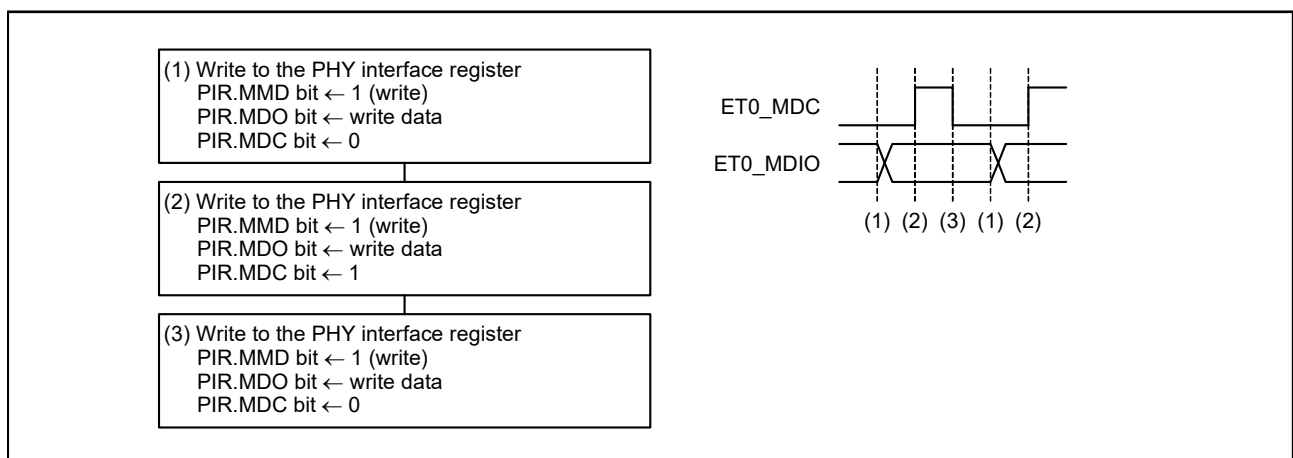 (1) Write to the PHY interface register
PIR.MMD bit ← 1 (write)
PIR.MDO bit ← write data
PIR.MDC bit ← 0
(2) Write to the PHY interface register
PIR.MMD bit ← 1 (write)
PIR.MDO bit ← write data
PIR.MDC bit ← 1
(3) Write to the PHY interface register
PIR.MMD bit ← 1 (write)
PIR.MDO bit ← write data
PIR.MDC bit ← 0
ET0_MDC
ET0_MDIO
(1) (2) (3) (1) (2)